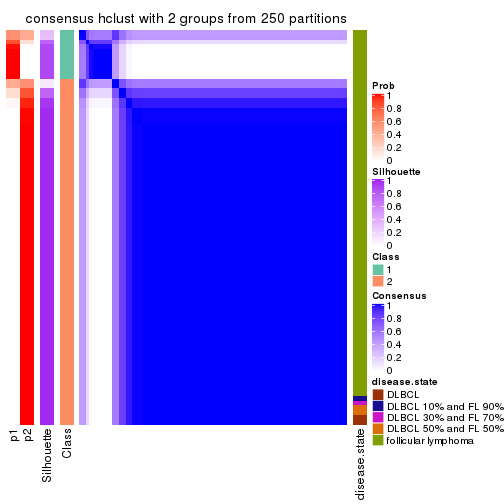 consensus hclust with 2 groups from 250 partitions
Prob
1
0.8
0.6
0.4
0.2
0
Silhouette
1
0.8
0.6
0.4
0.2
0
Class
1
2
Consensus
1
0.8
0.6
0.4
0.2
0
disease.state
DLBCL
DLBCL 10% and FL 90%
DLBCL 30% and FL 70%
DLBCL 50% and FL 50%
follicular lymphoma
p1
p2
Silhouette
Class
disease.state